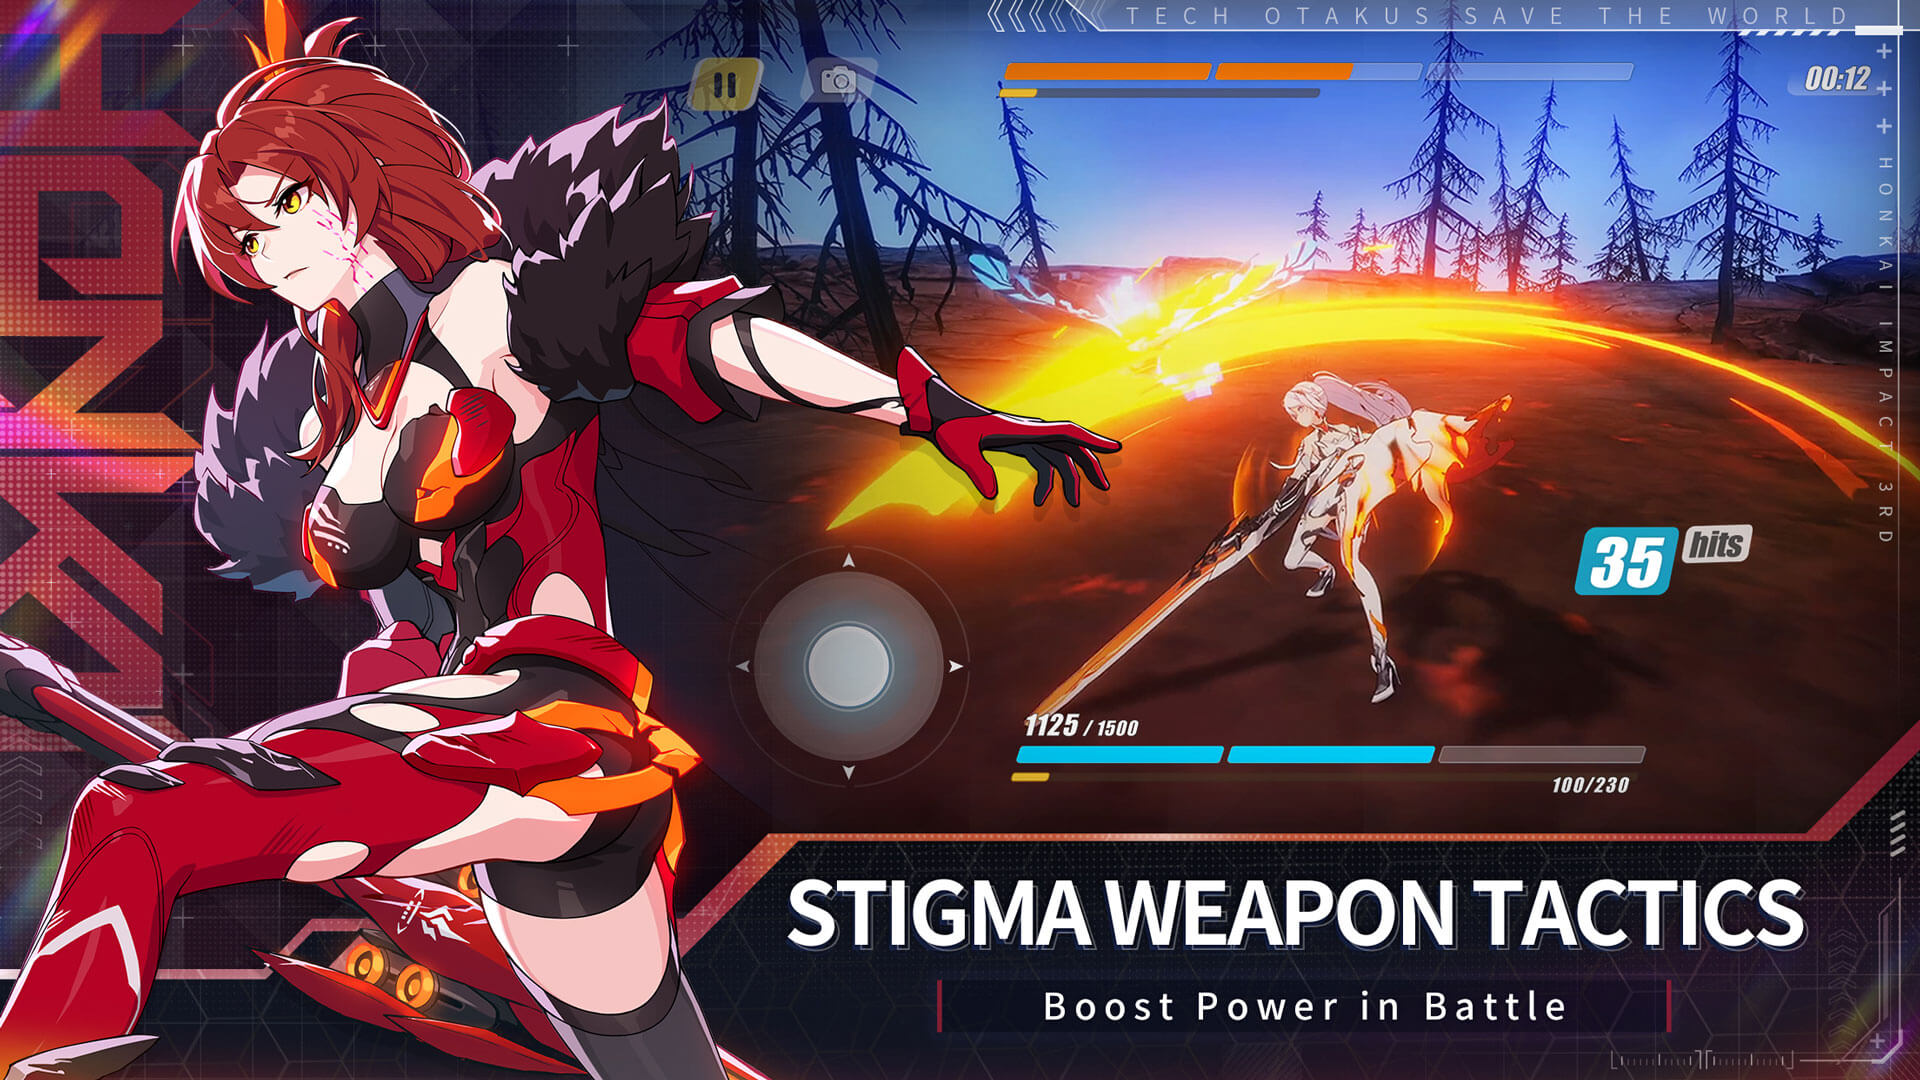 TECH OTAKUS SAVE THE WORLD
00:12
HONKAI IMPACT 3RD
35 hits
1125 / 1500
100/230
STIGMA WEAPON TACTICS
Boost Power in Battle